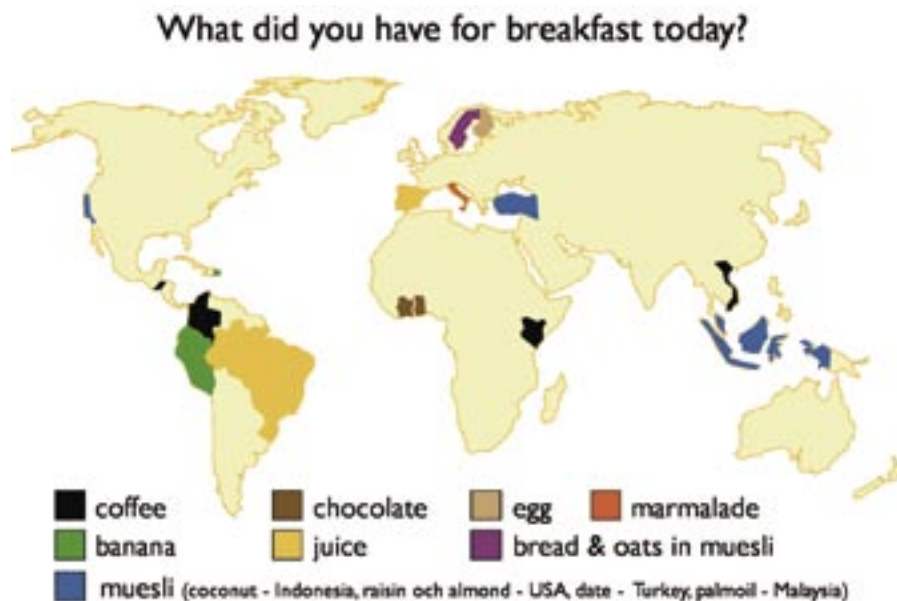 What did you have for breakfast today?
coffee chocolate egg marmalade
banana juice bread & oats in muesli
muesli (coconut - Indonesia, raisin och almond - USA, date - Turkey, palmoil - Malaysia)